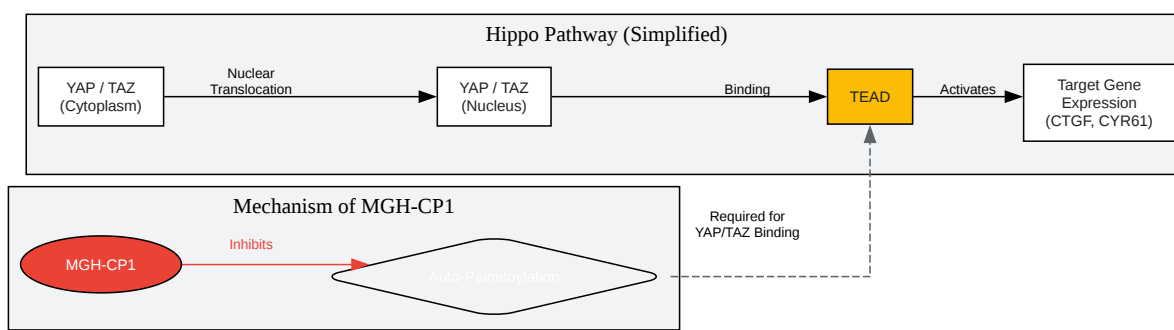 Hippo Pathway (Simplified)
YAP / TAZ
(Cytoplasm)
Nuclear
Translocation
YAP / TAZ
(Nucleus)
Binding
TEAD
Activates
Target Gene
Expression
(CTGF, CYR61)
Mechanism of MGH-CP1
MGH-CP1
Inhibits
Auto-Palmitoylation
Required for
YAP/TAZ Binding